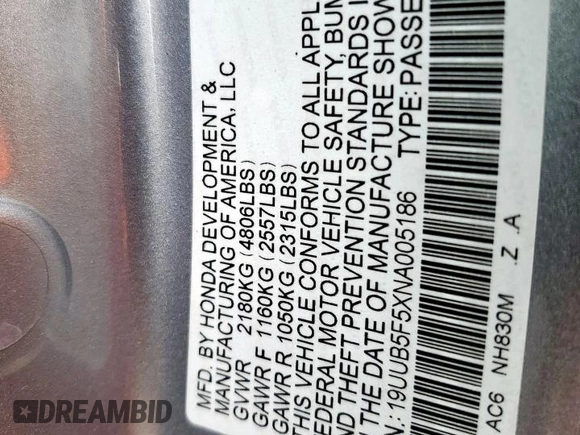 MFD. BY HONDA DEVELOPMENT &
MANUFACTURING OF AMERICA, LLC
GVWR 2180KG (4806LBS)
GAWR F 1160KG (2557LBS)
GAWR R 1050KG (2315LBS)
THIS VEHICLE CONFORMS TO ALL APPL
FEDERAL MOTOR VEHICLE SAFETY, BUM
AND THEFT PREVENTION STANDARDS I
N THE DATE OF MANUFACTURE SHOW
N.:19UUB5F5XNA005186 TYPE:PASSE
AC6 NH830M .Z .A
DREAMBID